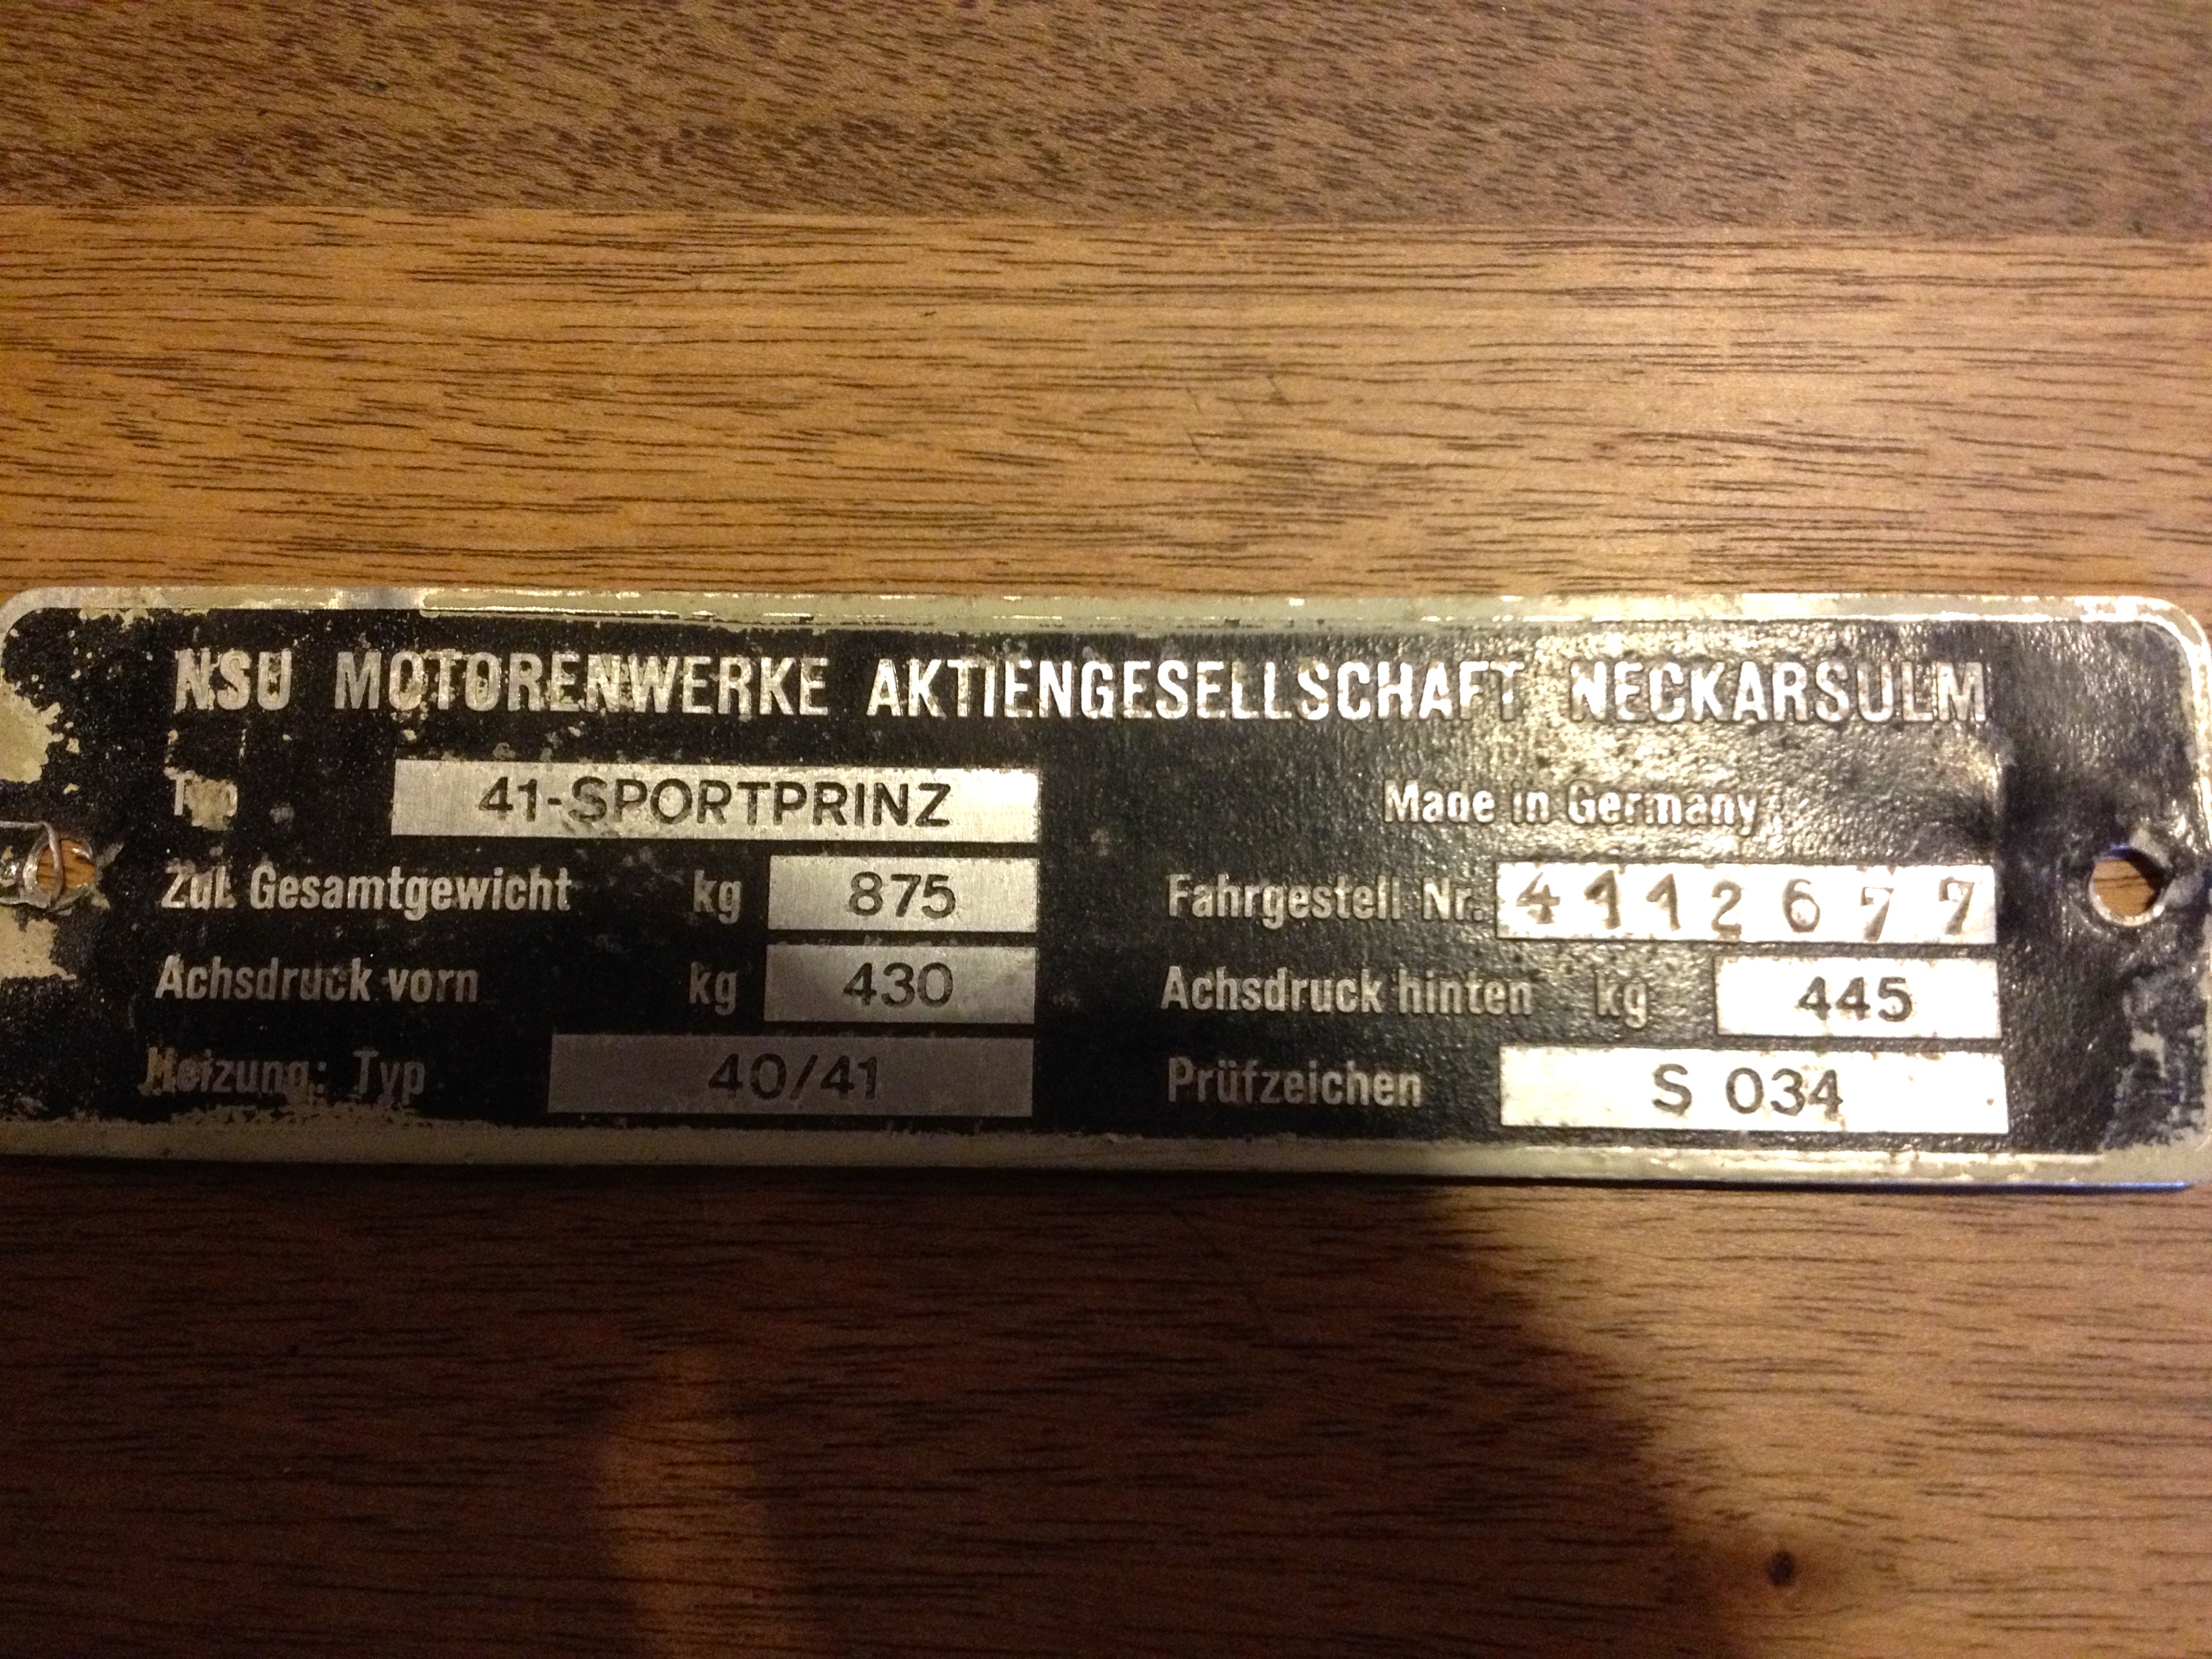 NSU MOTORENWERKE AKTIENGESELLSCHAFT NECKARSULM
Typ 41-SPORTPRINZ Made in Germany
Zul. Gesamtgewicht kg 875 Fahrgestell Nr. 4112677
Achsdruck vorn kg 430 Achsdruck hinten kg 445
Heizung: Typ 40/41 Prüfzeichen S 034